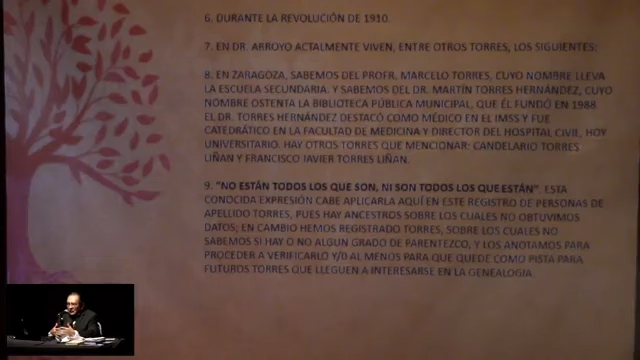 6. DURANTE LA REVOLUCIÓN DE 1910.
7. EN DR. ARROYO ACTALMENTE VIVEN, ENTRE OTROS TORRES, LOS SIGUIENTES:
8. EN ZARAGOZA, SABEMOS DEL PROFR. MARCELO TORRES, CUYO NOMBRE LLEVA
LA ESCUELA SECUNDARIA. Y SABEMOS DEL DR. MARTÍN TORRES HERNÁNDEZ, CUYO
NOMBRE OSTENTA LA BIBLIOTECA PÚBLICA MUNICIPAL, QUE ÉL FUNDÓ EN 1988
EL DR. TORRES HERNÁNDEZ DESTACÓ COMO MÉDICO EN EL IMSS Y FUE
CATEDRÁTICO EN LA FACULTAD DE MEDICINA Y DIRECTOR DEL HOSPITAL CIVIL, HOY
UNIVERSITARIO. HAY OTROS TORRES QUE MENCIONAR: CANDELARIO TORRES
LIÑAN Y FRANCISCO JAVIER TORRES LIÑAN.
9. "NO ESTÁN TODOS LOS QUE SON, NI SON TODOS LOS QUE ESTÁN". ESTA
CONOCIDA EXPRESIÓN CABE APLICARLA AQUÍ EN ESTE REGISTRO DE PERSONAS DE
APELLIDO TORRES, PUES HAY ANCESTROS SOBRE LOS CUALES NO OBTUVIMOS
DATOS; EN CAMBIO HEMOS REGISTRADO TORRES, SOBRE LOS CUALES NO
SABEMOS SI HAY O NO ALGUN GRADO DE PARENTEZCO, Y LOS ANOTAMOS PARA
PROCEDER A VERIFICARLO Y/0 AL MENOS PARA QUE QUEDE COMO PISTA PARA
FUTUROS TORRES QUE LLEGUEN A INTERESARSE EN LA GENEALOGIA.